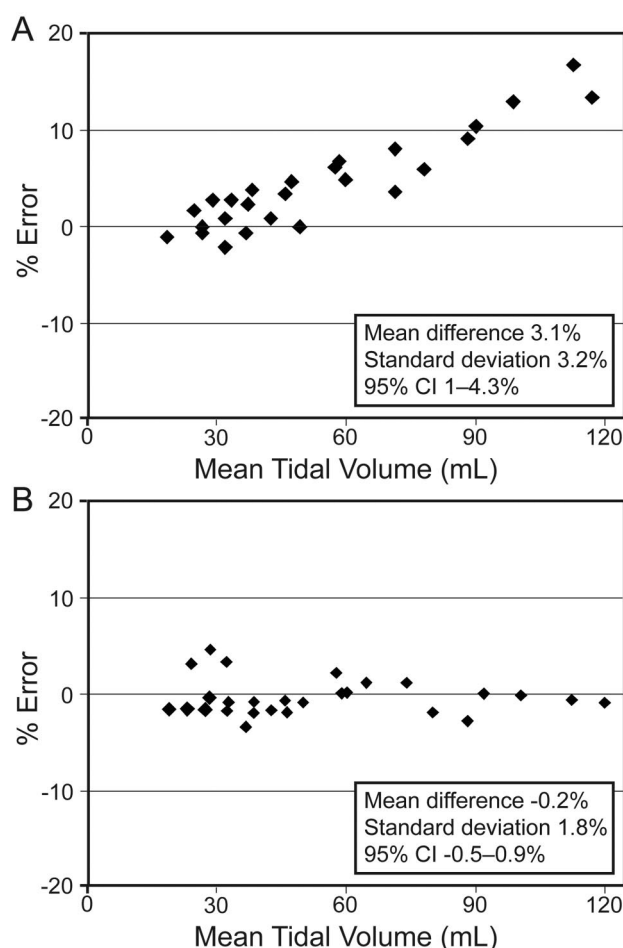 A
20
10
0
-10
-20
% Error
Mean difference 3.1%
Standard deviation 3.2%
95% CI 1–4.3%
0 30 60 90 120
Mean Tidal Volume (mL)
B
20
10
0
-10
-20
% Error
Mean difference -0.2%
Standard deviation 1.8%
95% CI -0.5–0.9%
0 30 60 90 120
Mean Tidal Volume (mL)